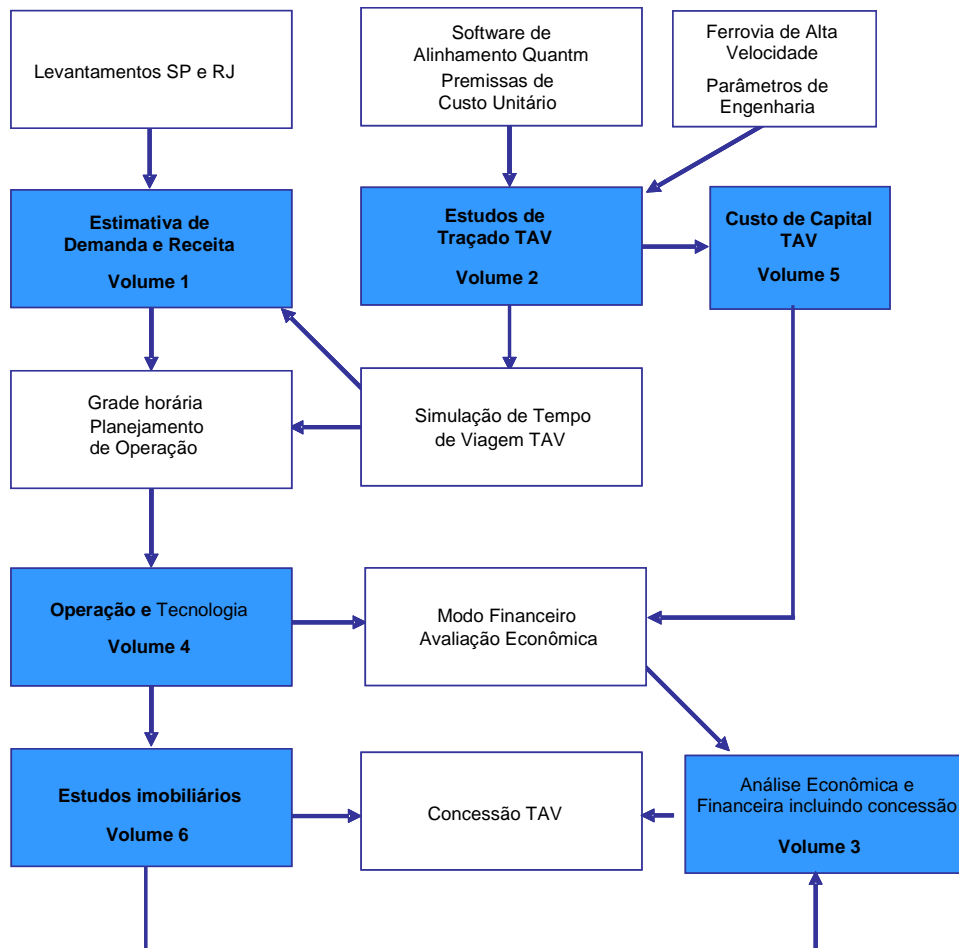 Levantamentos SP e RJ
Software de
Alinhamento Quantm
Premissas de
Custo Unitário
Ferrovia de Alta
Velocidade
Parâmetros de
Engenharia
Estimativa de
Demanda e Receita
Volume 1
Estudos de
Traçado TAV
Volume 2
Custo de Capital
TAV
Volume 5
Grade horária
Planejamento
de Operação
Simulação de Tempo
de Viagem TAV
Operação e Tecnologia
Volume 4
Modo Financeiro
Avaliação Econômica
Estudos imobiliários
Volume 6
Concessão TAV
Análise Econômica e
Financeira incluindo concessão
Volume 3